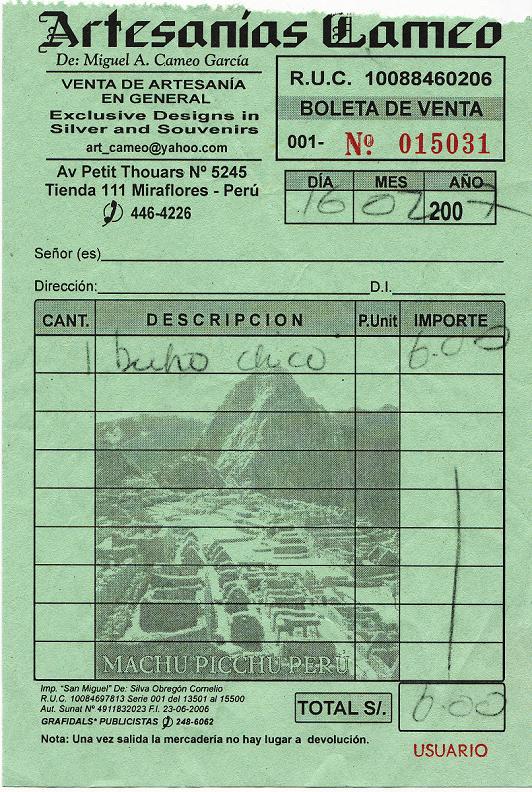 Artesanías Cameo
De: Miguel A. Cameo García
VENTA DE ARTESANÍA
EN GENERAL
Exclusive Designs in
Silver and Souvenirs
art_cameo@yahoo.com
Av Petit Thouars Nº 5245
Tienda 111 Miraflores - Perú
446-4226
R.U.C. 10088460206
BOLETA DE VENTA
001- Nº 015031
DÍA MES AÑO
16 02 2007
Señor (es)
Dirección: D.I.
CANT. DESCRIPCION P.Unit IMPORTE
1 buho chico 6.00
MACHU PICCHU-PERÚ
Imp. "San Miguel" De: Silva Obregón Cornelio
R.U.C. 10084697813 Serie 001 del 13501 al 15500
Aut. Sunat Nº 4911832023 F.I. 23-06-2006
GRAFIDALS* PUBLICISTAS 248-6062
TOTAL S/. 6.00
Nota: Una vez salida la mercadería no hay lugar a devolución.
USUARIO